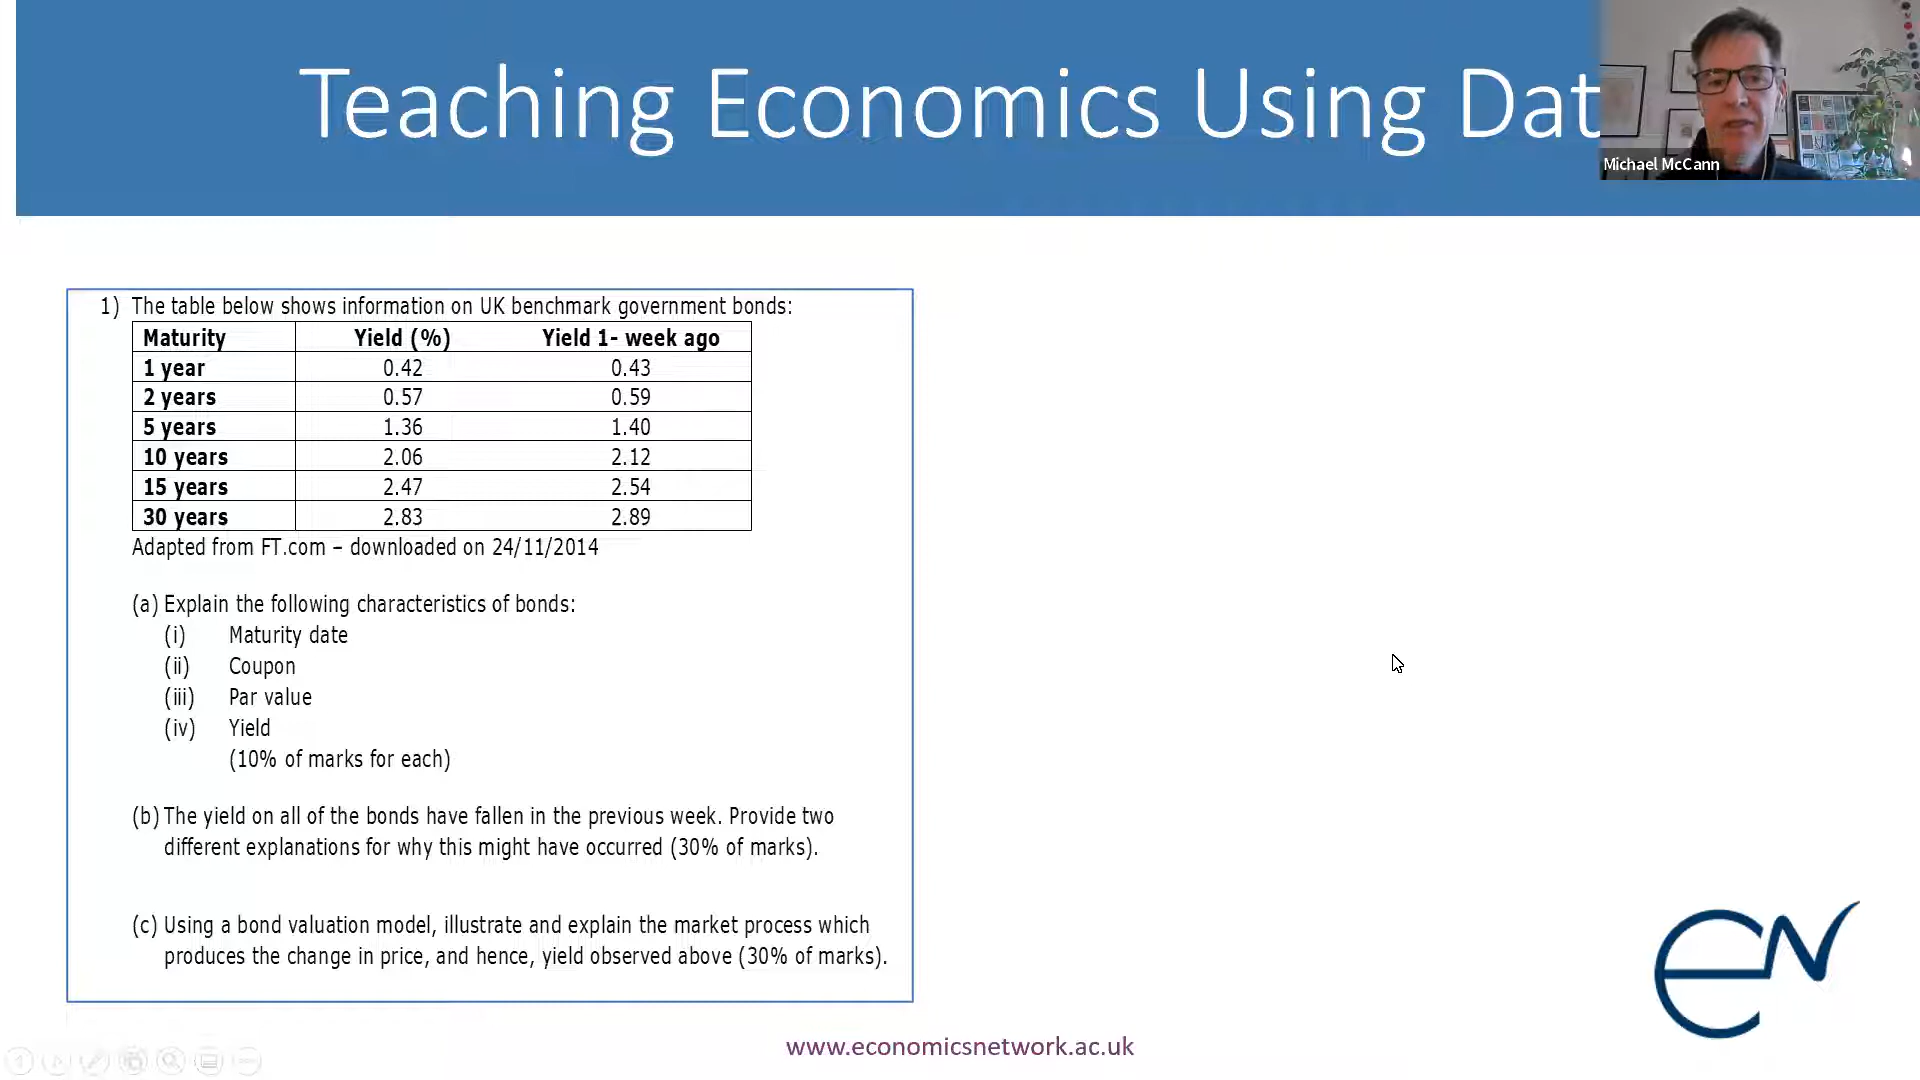 Teaching Economics Using Dat
Michael McCann
1) The table below shows information on UK benchmark government bonds:
Maturity Yield (%) Yield 1- week ago
1 year 0.42 0.43
2 years 0.57 0.59
5 years 1.36 1.40
10 years 2.06 2.12
15 years 2.47 2.54
30 years 2.83 2.89
Adapted from FT.com – downloaded on 24/11/2014
(a) Explain the following characteristics of bonds:
(i) Maturity date
(ii) Coupon
(iii) Par value
(iv) Yield
(10% of marks for each)
(b) The yield on all of the bonds have fallen in the previous week. Provide two
different explanations for why this might have occurred (30% of marks).
(c) Using a bond valuation model, illustrate and explain the market process which
produces the change in price, and hence, yield observed above (30% of marks).
eN
www.economicsnetwork.ac.uk